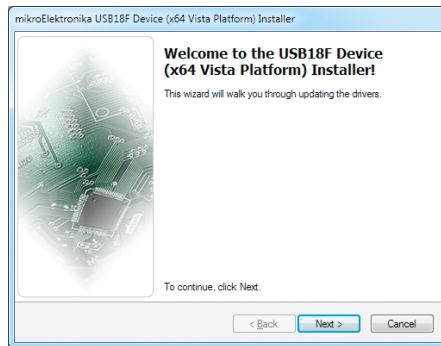 mikroElektronika USB18F Device (x64 Vista Platform) Installer
Welcome to the USB18F Device
(x64 Vista Platform) Installer!
This wizard will walk you through updating the drivers.
To continue, click Next.
< Back Next > Cancel